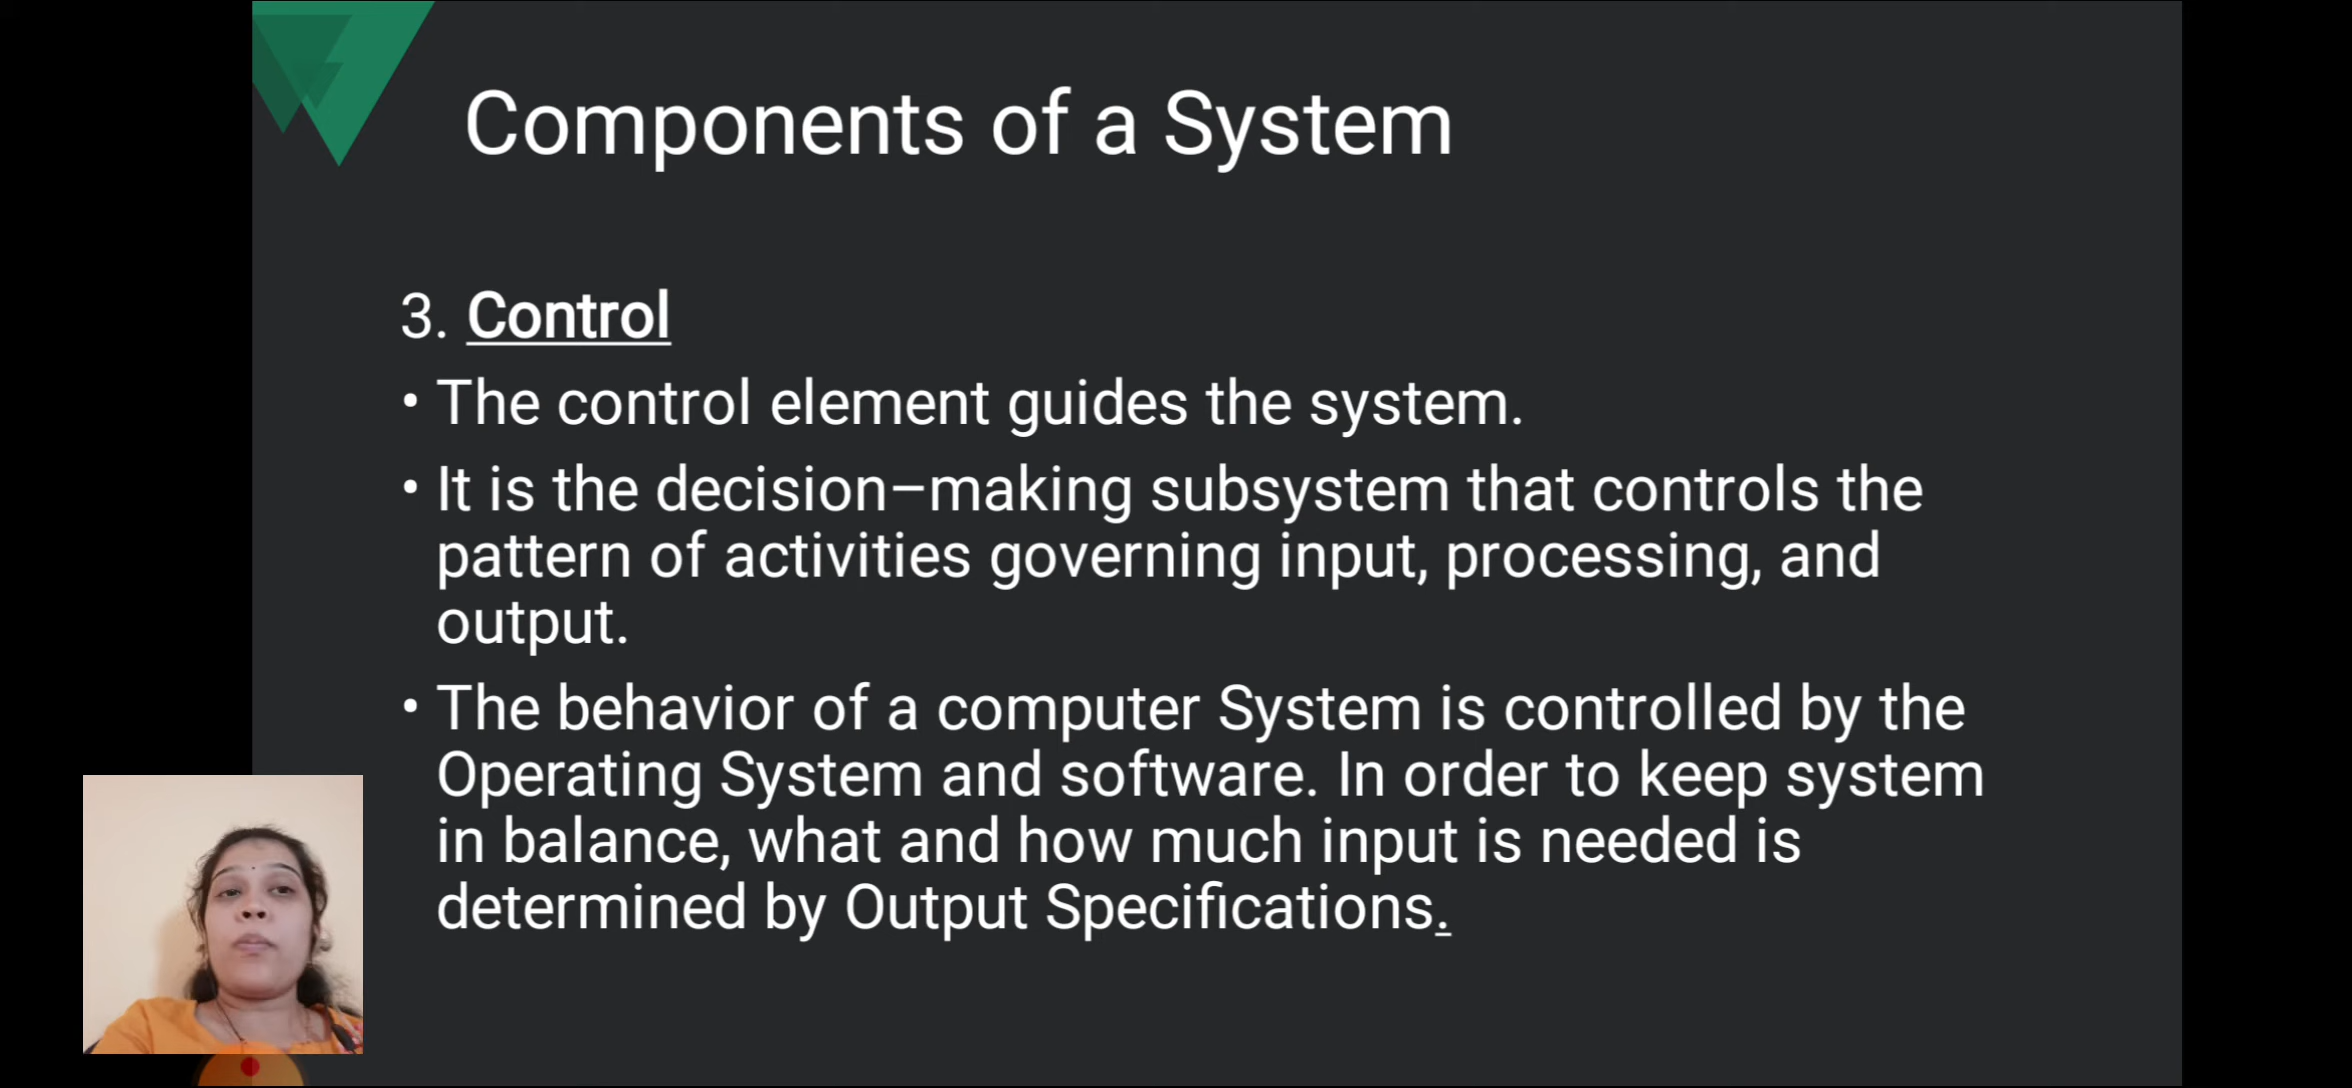 Components of a System
3. Control
• The control element guides the system.
• It is the decision–making subsystem that controls the
pattern of activities governing input, processing, and
output.
• The behavior of a computer System is controlled by the
Operating System and software. In order to keep system
in balance, what and how much input is needed is
determined by Output Specifications.